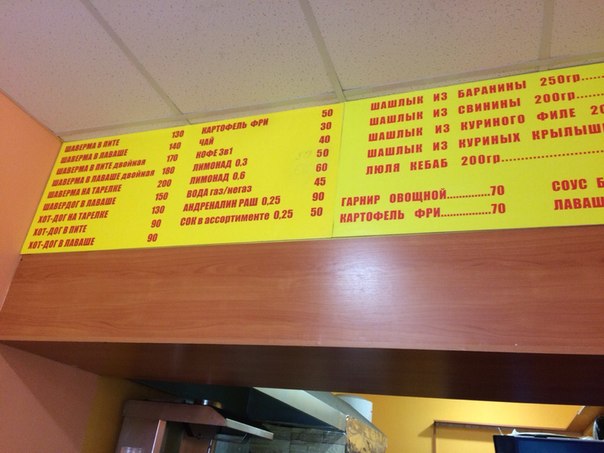 ШАВЕРМА В ПИТЕ 130
ШАВЕРМА В ЛАВАШЕ 140
ШАВЕРМА В ПИТЕ двойная 170
ШАВЕРМА В ЛАВАШЕ двойная 180
ШАВЕРМА НА ТАРЕЛКЕ 200
ШАВЕРДОГ В ЛАВАШЕ 150
ХОТ-ДОГ НА ТАРЕЛКЕ 130
ХОТ-ДОГ В ПИТЕ 90
ХОТ-ДОГ В ЛАВАШЕ 90
КАРТОФЕЛЬ ФРИ 50
ЧАЙ 30
КОФЕ 3в1 40
ЛИМОНАД 0,3 50
ЛИМОНАД 0,6 60
ВОДА газ/негаз 45
АНДРЕНАЛИН РАШ 0,25 90
СОК в ассортименте 0,25 50
ШАШЛЫК ИЗ БАРАНИНЫ 250гр.......
ШАШЛЫК ИЗ СВИНИНЫ 200гр.........
ШАШЛЫК ИЗ КУРИНОГО ФИЛЕ 20
ШАШЛЫК ИЗ КУРИНЫХ КРЫЛЫШ
ЛЮЛЯ КЕБАБ 200гр...................
ГАРНИР ОВОЩНОЙ.............70
КАРТОФЕЛЬ ФРИ................70
СОУС Б
ЛАВАШ